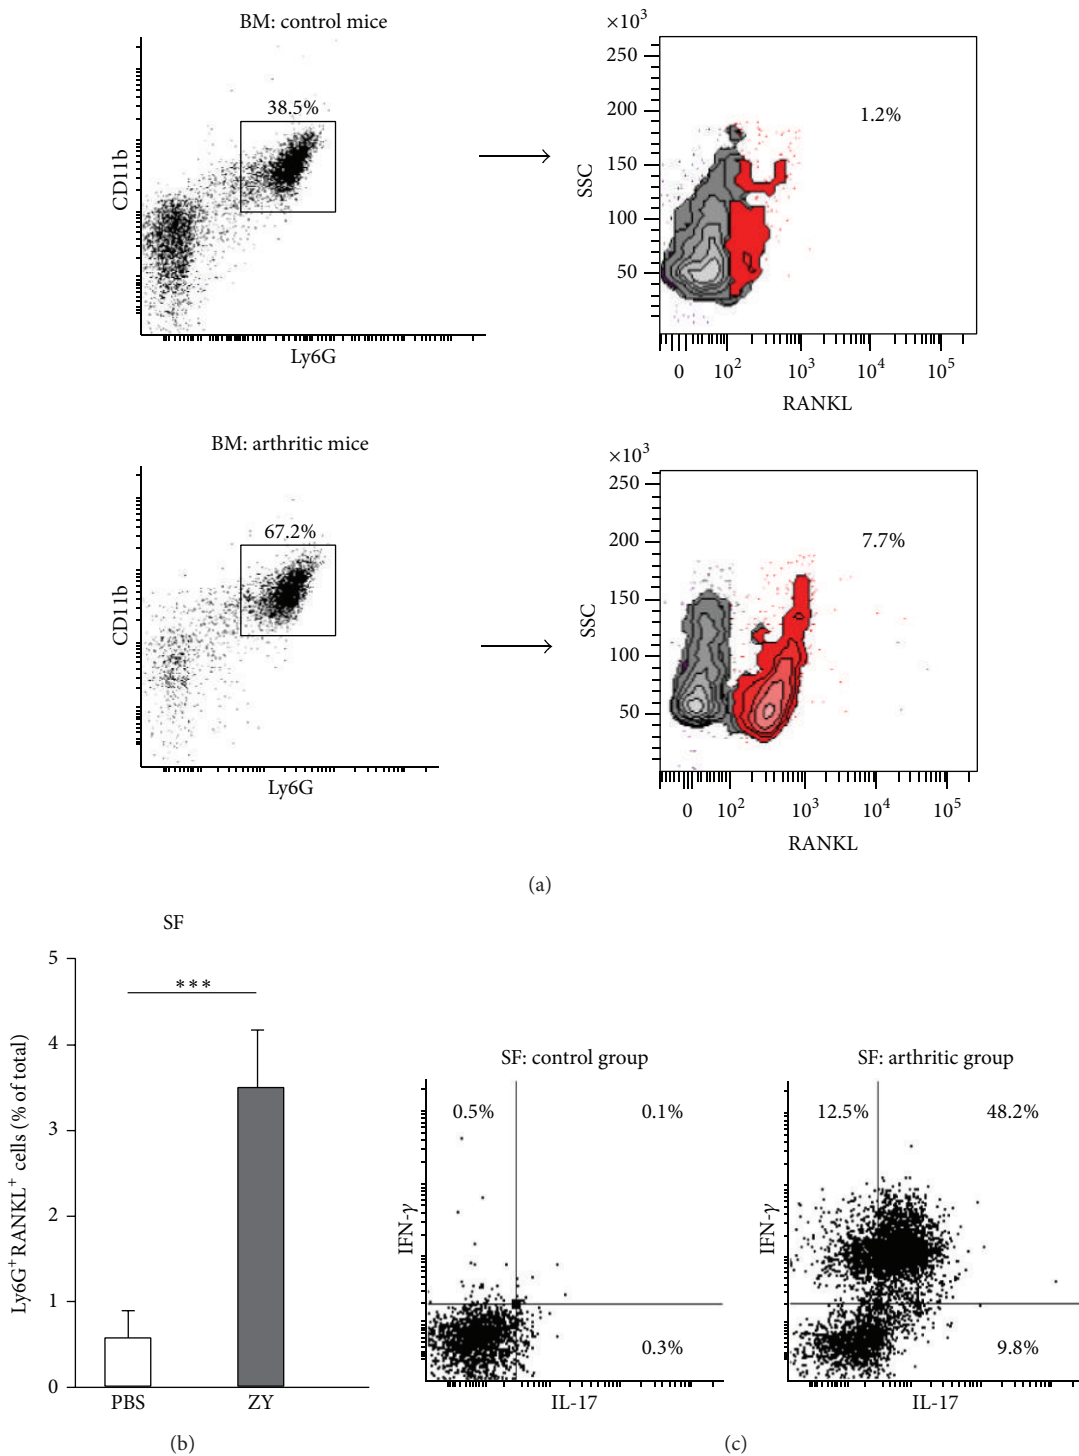 BM: control mice
38.5%
CD11b
Ly6G
×10³
250
200
150
100
50
SSC
1.2%
0 10² 10³ 10⁴ 10⁵
RANKL
BM: arthritic mice
67.2%
CD11b
Ly6G
×10³
250
200
150
100
50
SSC
7.7%
0 10² 10³ 10⁴ 10⁵
RANKL
(a)
SF
5
4
3
2
1
0
Ly6G⁺RANKL⁺ cells (% of total)
***
PBS ZY
(b)
SF: control group
0.5% 0.1%
IFN-γ
0.3%
IL-17
SF: arthritic group
12.5% 48.2%
IFN-γ
9.8%
IL-17
(c)